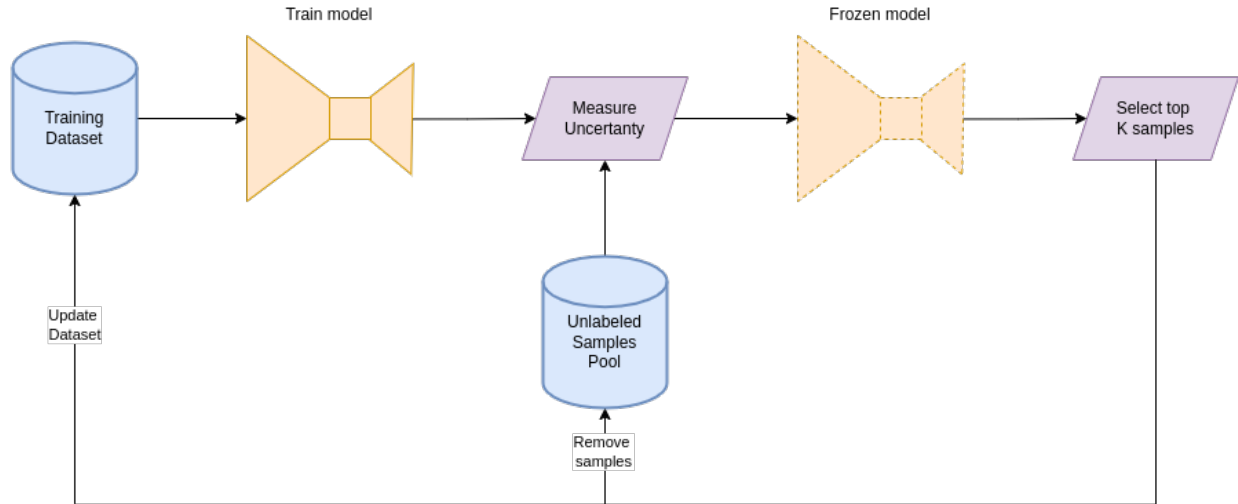 Train model
Frozen model
Training
Dataset
Measure
Uncertanty
Select top
K samples
Update
Dataset
Unlabeled
Samples
Pool
Remove
samples